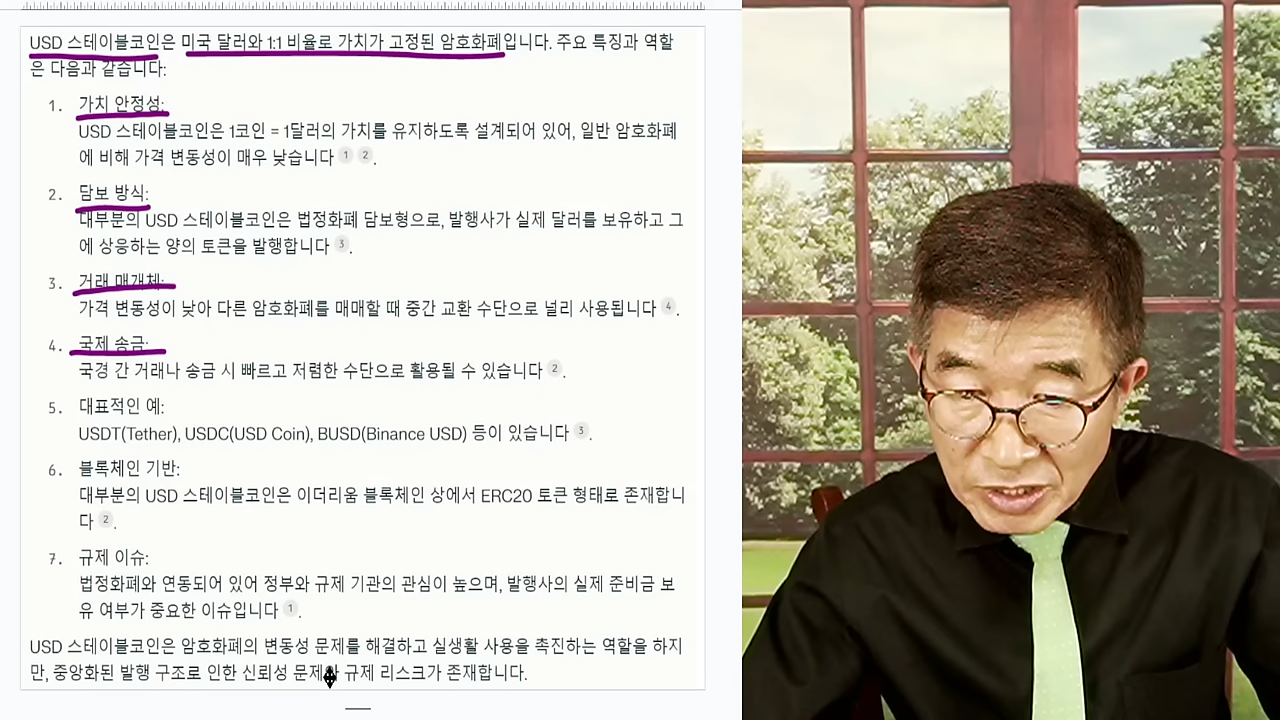 USD 스테이블코인은 미국 달러와 1:1 비율로 가치가 고정된 암호화폐입니다. 주요 특징과 역할
은 다음과 같습니다:
1. 가치 안정성:
USD 스테이블코인은 1코인 = 1달러의 가치를 유지하도록 설계되어 있어, 일반 암호화폐
에 비해 가격 변동성이 매우 낮습니다 1 2 .
2. 담보 방식:
대부분의 USD 스테이블코인은 법정화폐 담보형으로, 발행사가 실제 달러를 보유하고 그
에 상응하는 양의 토큰을 발행합니다 3 .
3. 거래 매개체:
가격 변동성이 낮아 다른 암호화폐를 매매할 때 중간 교환 수단으로 널리 사용됩니다 4 .
4. 국제 송금:
국경 간 거래나 송금 시 빠르고 저렴한 수단으로 활용될 수 있습니다 2 .
5. 대표적인 예:
USDT(Tether), USDC(USD Coin), BUSD(Binance USD) 등이 있습니다 3 .
6. 블록체인 기반:
대부분의 USD 스테이블코인은 이더리움 블록체인 상에서 ERC20 토큰 형태로 존재합니
다 2 .
7. 규제 이슈:
법정화폐와 연동되어 있어 정부와 규제 기관의 관심이 높으며, 발행사의 실제 준비금 보
유 여부가 중요한 이슈입니다 1 .
USD 스테이블코인은 암호화폐의 변동성 문제를 해결하고 실생활 사용을 촉진하는 역할을 하지
만, 중앙화된 발행 구조로 인한 신뢰성 문제와 규제 리스크가 존재합니다.